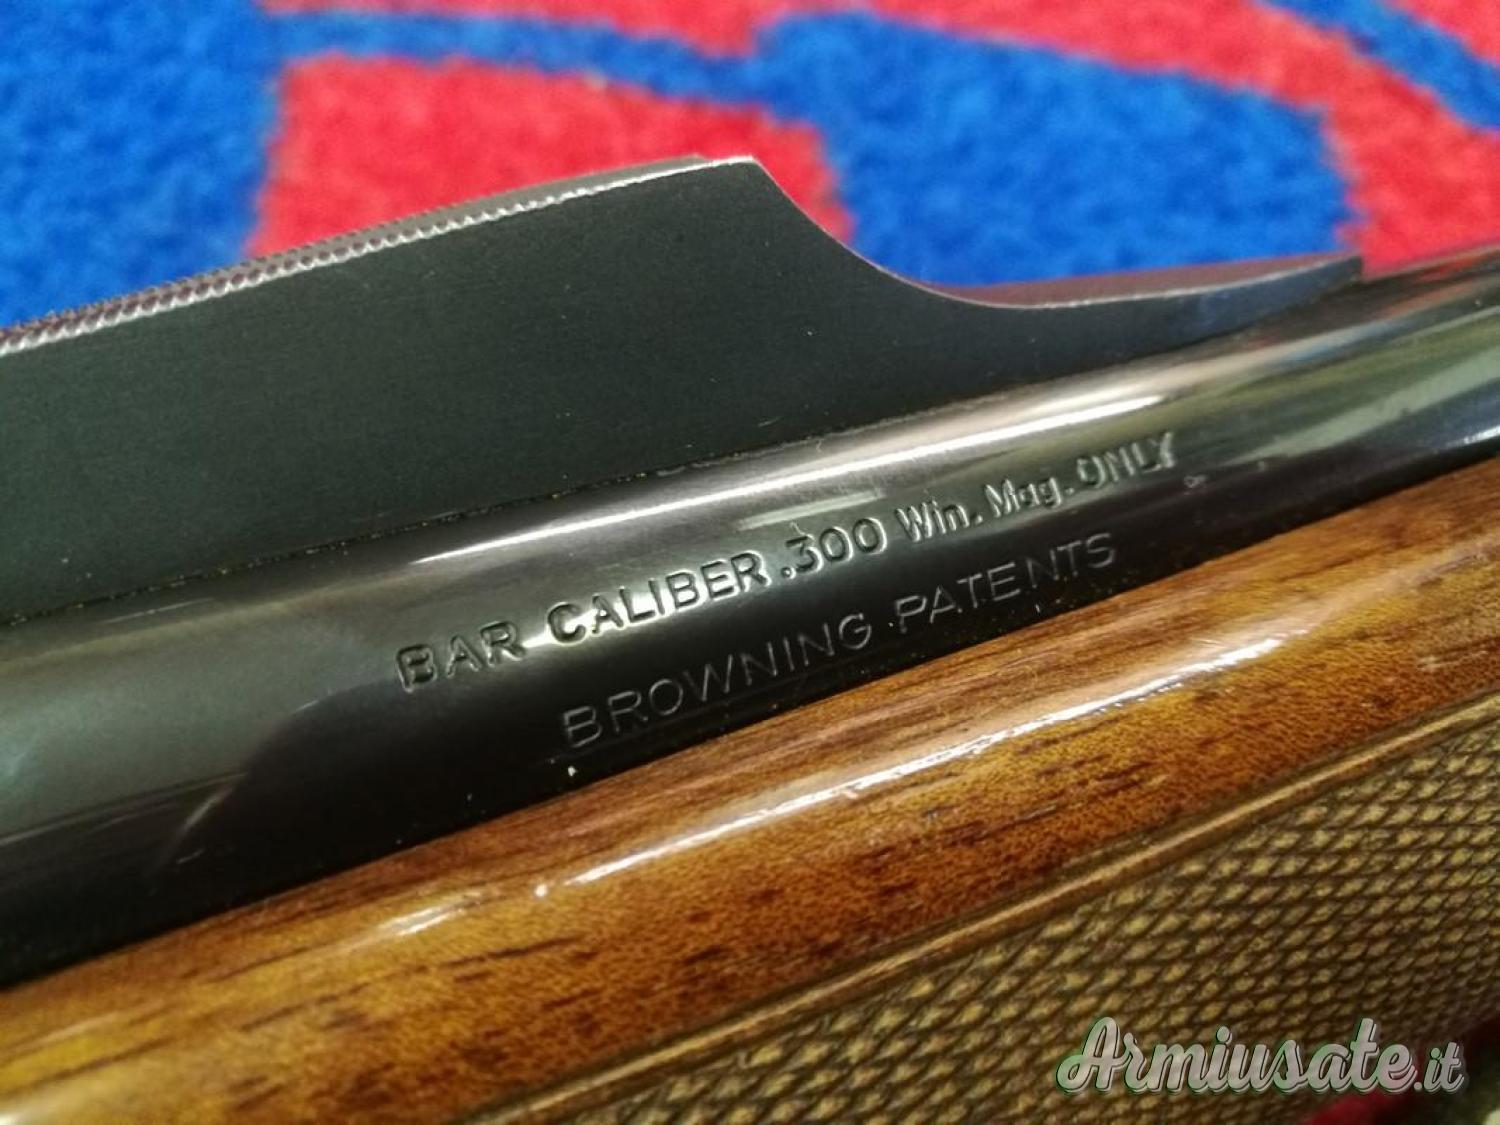 BAR CALIBER .300 Win. Mag. ONLY
BROWNING PATENTS
Armiusate.it